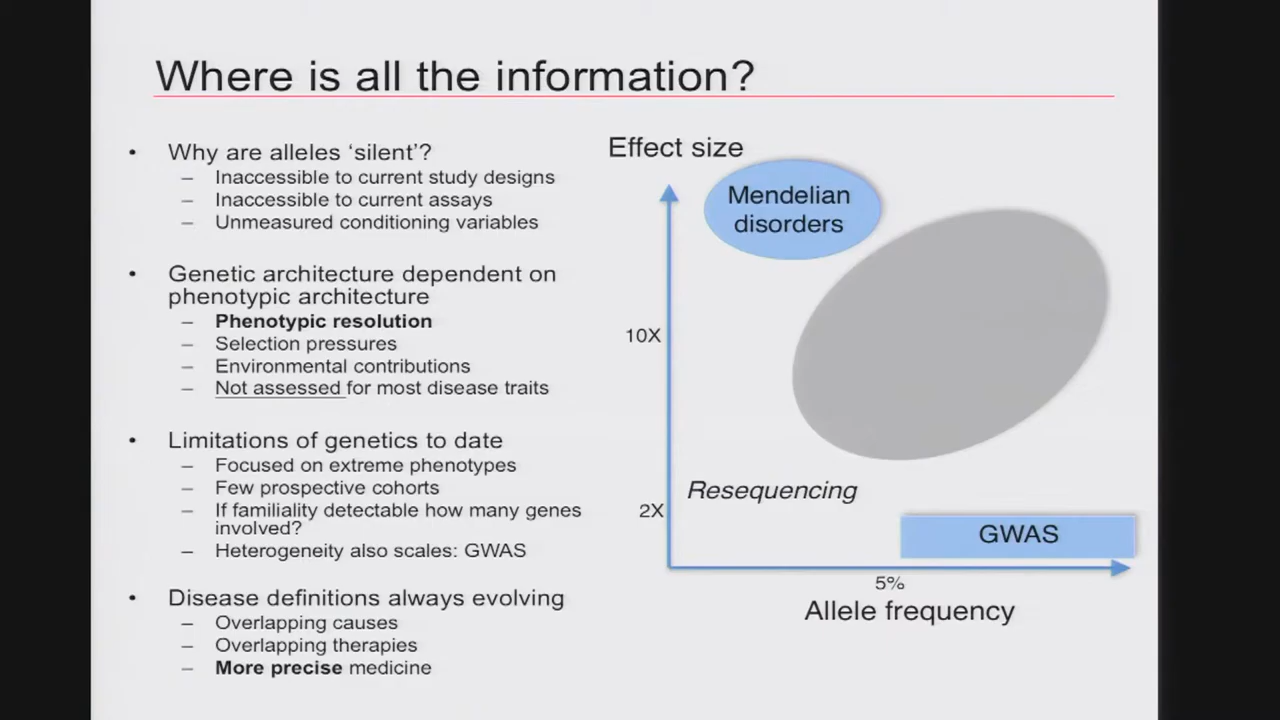 Where is all the information?
• Why are alleles ‘silent’?
– Inaccessible to current study designs
– Inaccessible to current assays
– Unmeasured conditioning variables
• Genetic architecture dependent on
phenotypic architecture
– Phenotypic resolution
– Selection pressures
– Environmental contributions
– Not assessed for most disease traits
• Limitations of genetics to date
– Focused on extreme phenotypes
– Few prospective cohorts
– If familiality detectable how many genes
involved?
– Heterogeneity also scales: GWAS
• Disease definitions always evolving
– Overlapping causes
– Overlapping therapies
– More precise medicine
Effect size
Mendelian
disorders
10X
Resequencing
2X
GWAS
5%
Allele frequency